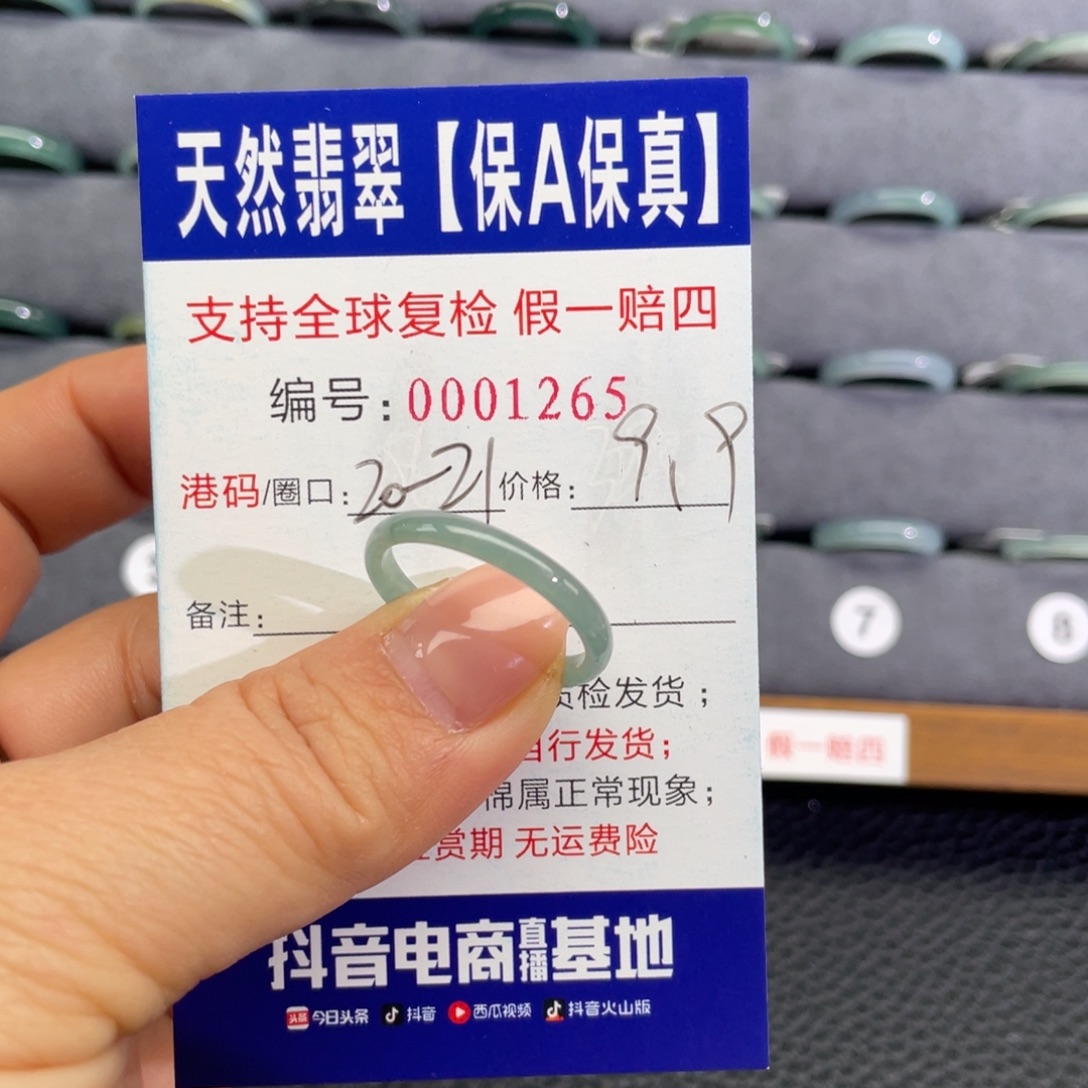 天然翡翠【保A保真】
支持全球复检 假一赔四
编号:0001265
港码/圈口:20-21 价格:9.9
备注:
质检发货;
自行发货;
棉属正常现象;
赏期 无运费险
抖音电商直播基地
头条 今日头条 抖音 西瓜视频 抖音火山版
7
8
假一赔四